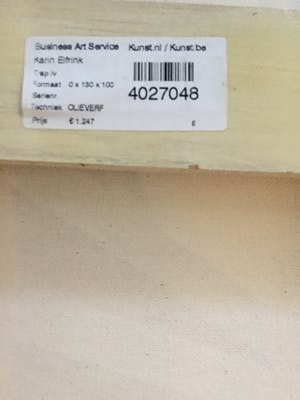 Business Art Service Kunst.nl / Kunst.be
Karin Elfrink
Trap iv
Formaat 0 x 130 x 100
Serienr.
4027048
Techniek OLIEVERF
Prijs € 1.247 6